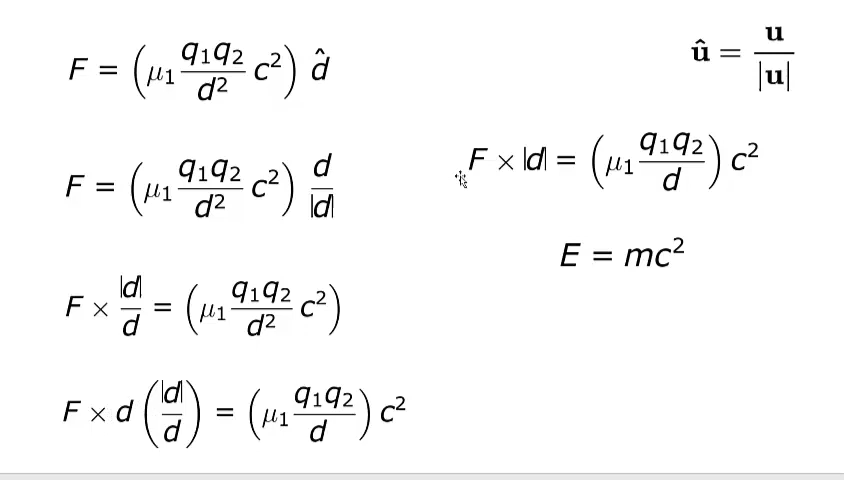 F = (μ₁ q₁q₂/d² c²) d̂
û = u/|u|
F = (μ₁ q₁q₂/d² c²) d/|d|
F × |d| = (μ₁ q₁q₂/d) c²
E = mc²
F × |d|/d = (μ₁ q₁q₂/d² c²)
F × d (|d|/d) = (μ₁ q₁q₂/d) c²